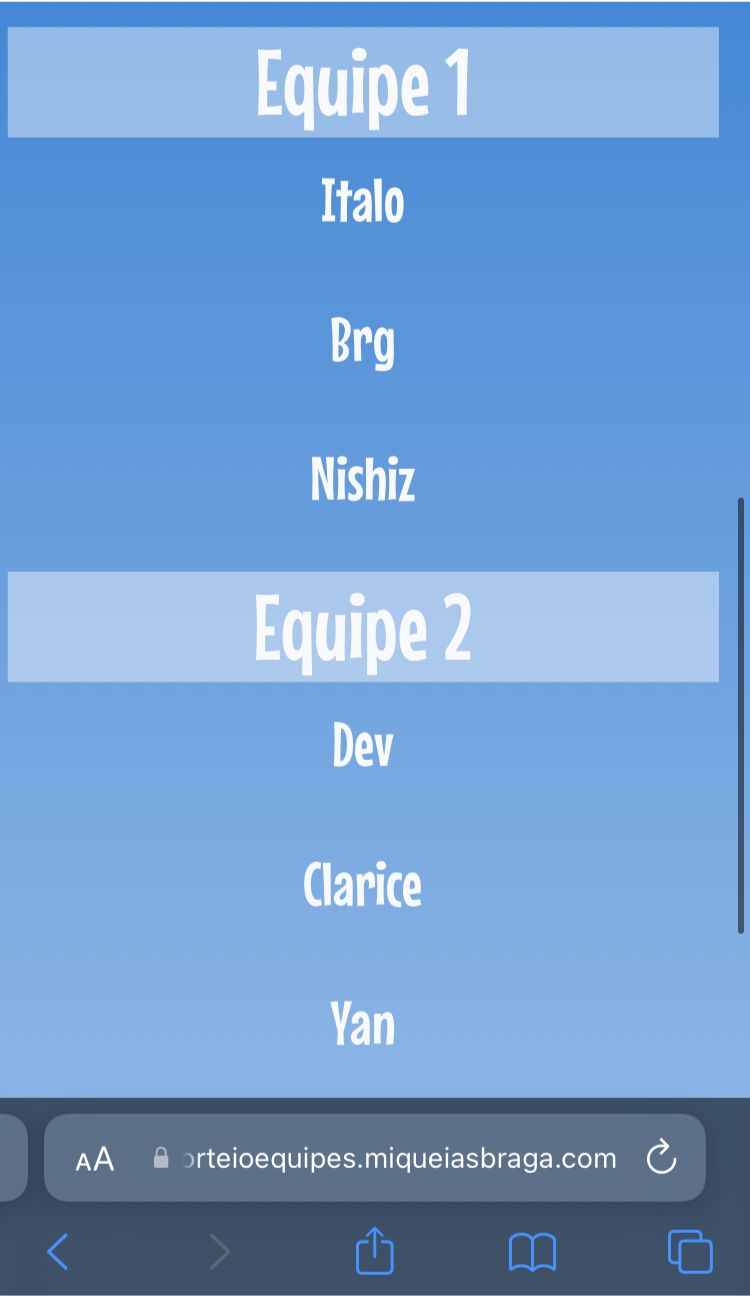 Equipe 1
Italo
Brg
Nishiz
Equipe 2
Dev
Clarice
Yan
AA
orteioequipes.miqueiasbraga.com